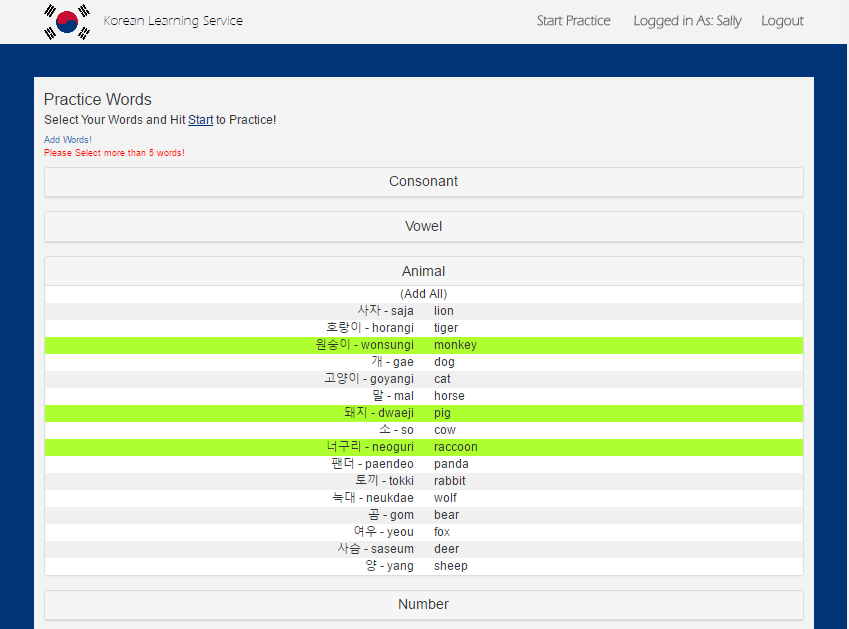 Korean Learning Service Start Practice Logged in As: Sally Logout
Practice Words
Select Your Words and Hit Start to Practice!
Add Words!
Please Select more than 5 words!
Consonant
Vowel
Animal
(Add All)
사자 - saja lion
호랑이 - horangi tiger
원숭이 - wonsungi monkey
개 - gae dog
고양이 - goyangi cat
말 - mal horse
돼지 - dwaeji pig
소 - so cow
너구리 - neoguri raccoon
팬더 - paendeo panda
토끼 - tokki rabbit
늑대 - neukdae wolf
곰 - gom bear
여우 - yeou fox
사슴 - saseum deer
양 - yang sheep
Number